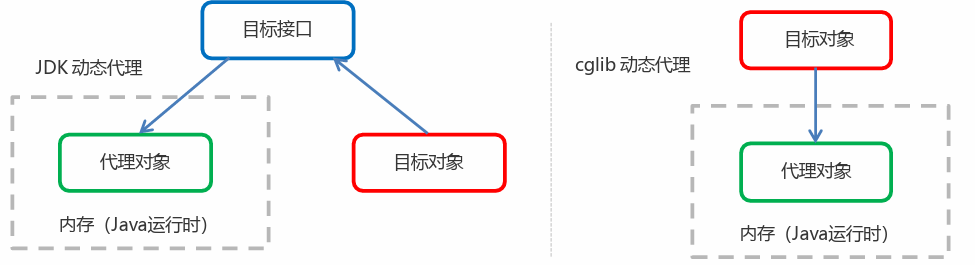 目标接口
JDK 动态代理
代理对象
目标对象
内存（Java运行时）
目标对象
cglib 动态代理
代理对象
内存（Java运行时）